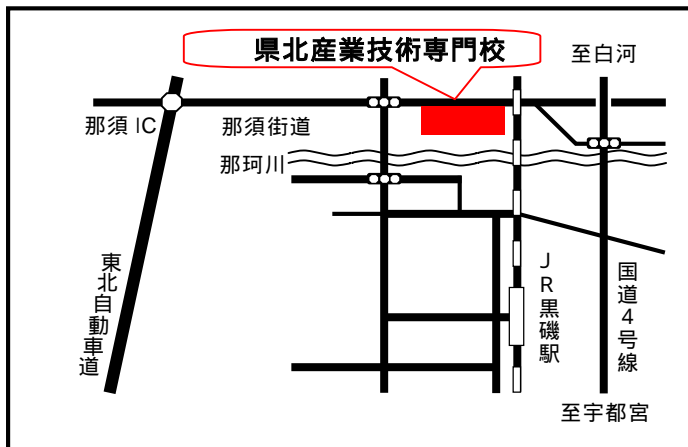 県北産業技術専門校
至白河
那須 IC
那須街道
那珂川
東北自動車道
JR黒磯駅
国道4号線
至宇都宮